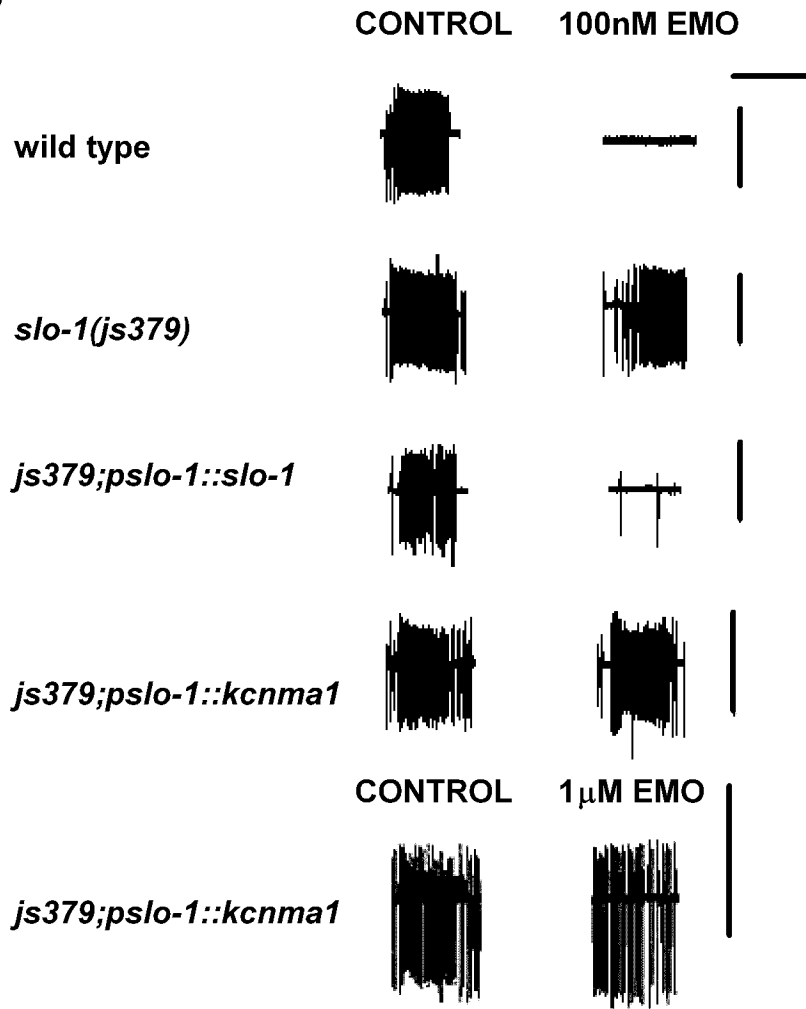 CONTROL 100nM EMO
wild type
slo-1(js379)
js379;pslo-1::slo-1
js379;pslo-1::kcnma1
CONTROL 1μM EMO
js379;pslo-1::kcnma1